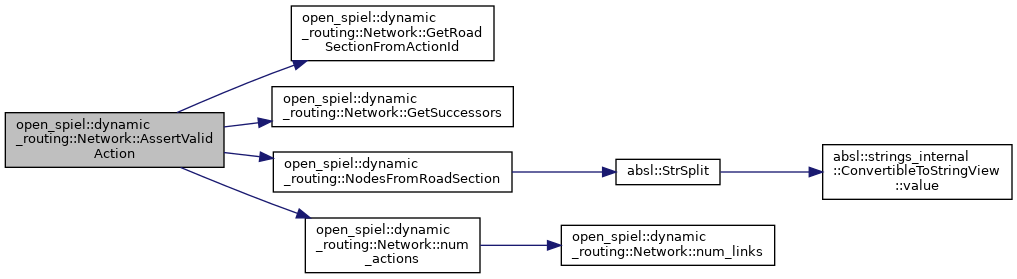 open_spiel::dynamic
_routing::Network::AssertValid
Action
open_spiel::dynamic
_routing::Network::GetRoad
SectionFromActionId
open_spiel::dynamic
_routing::Network::GetSuccessors
open_spiel::dynamic
_routing::NodesFromRoadSection
absl::StrSplit
absl::strings_internal
::ConvertibleToStringView
::value
open_spiel::dynamic
_routing::Network::num
_actions
open_spiel::dynamic
_routing::Network::num_links